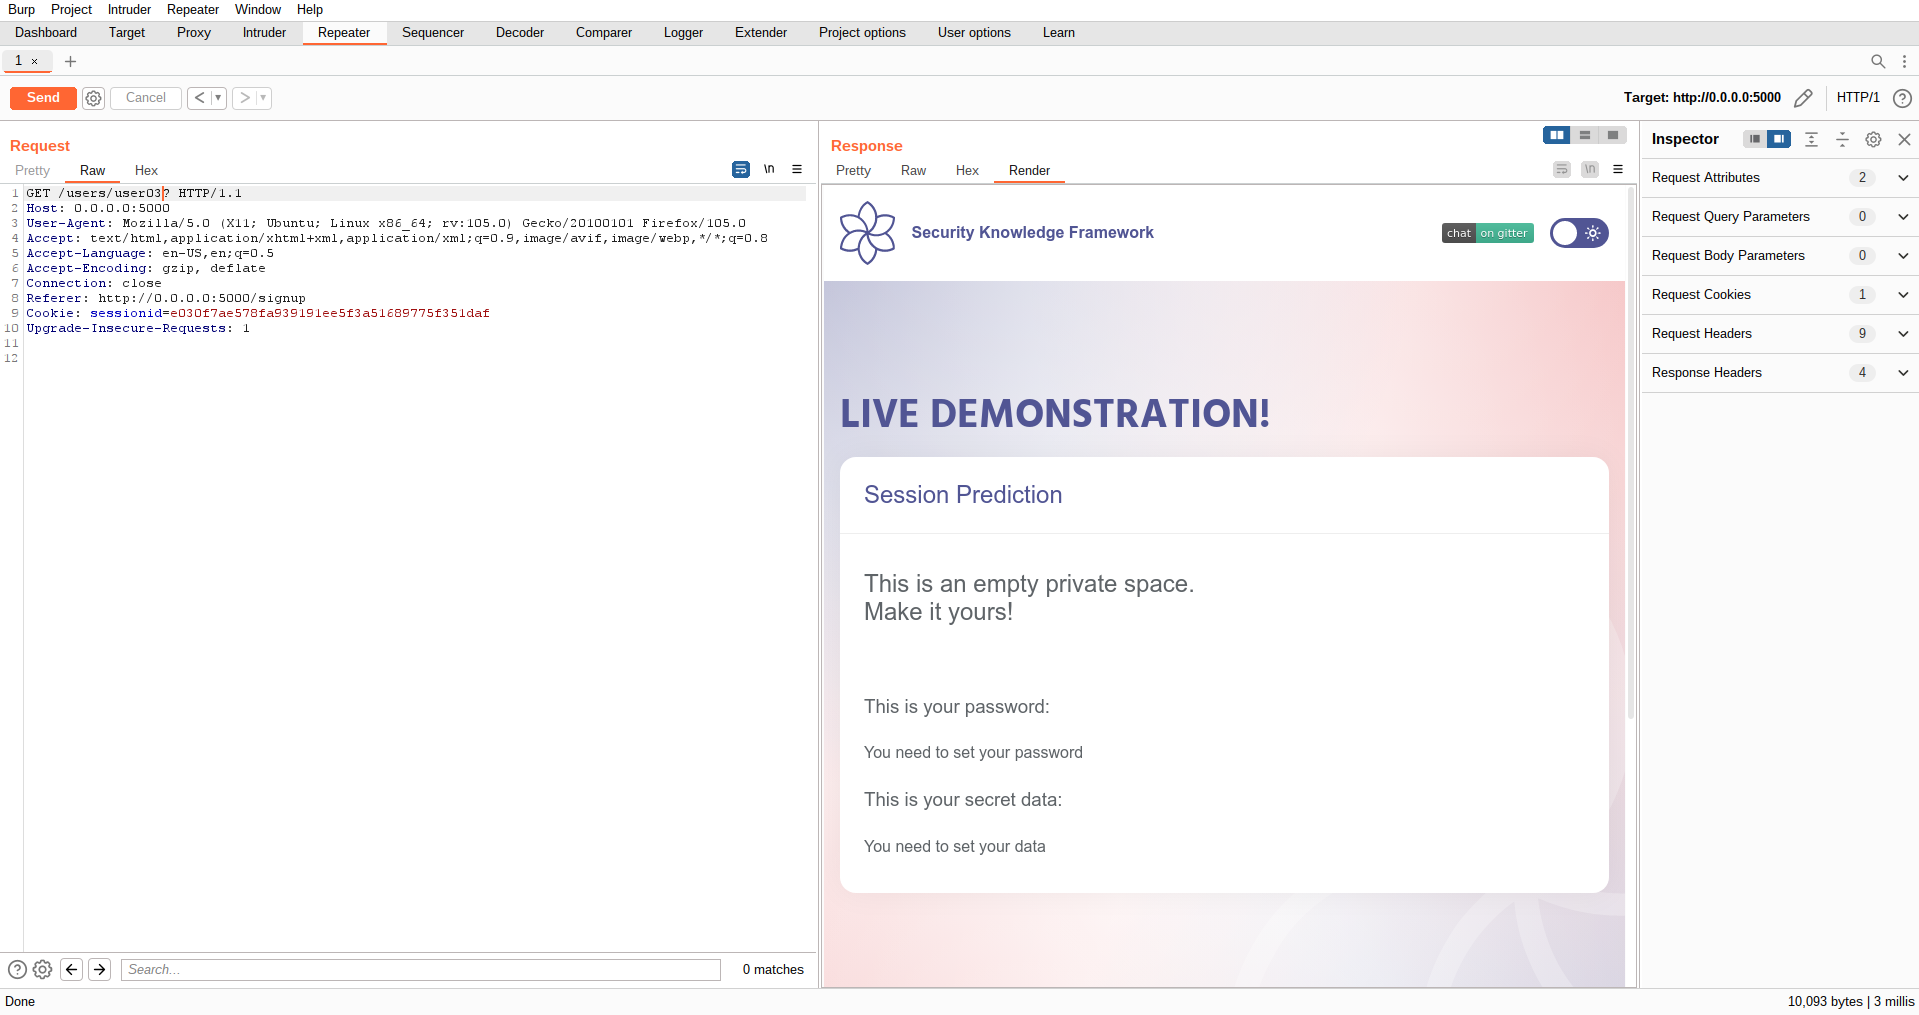 Burp Project Intruder Repeater Window Help
Dashboard Target Proxy Intruder Repeater Sequencer Decoder Comparer Logger Extender Project options User options Learn
1 × +
Send Cancel < ▾ > ▾ Target: http://0.0.0.0:5000 HTTP/1 ?
Request
Pretty Raw Hex \n
1 GET /users/user03? HTTP/1.1
2 Host: 0.0.0.0:5000
3 User-Agent: Mozilla/5.0 (X11; Ubuntu; Linux x86_64; rv:105.0) Gecko/20100101 Firefox/105.0
4 Accept: text/html,application/xhtml+xml,application/xml;q=0.9,image/avif,image/webp,*/*;q=0.8
5 Accept-Language: en-US,en;q=0.5
6 Accept-Encoding: gzip, deflate
7 Connection: close
8 Referer: http://0.0.0.0:5000/signup
9 Cookie: sessionid=e030f7ae578fa939191ee5f3a51689775f351daf
10 Upgrade-Insecure-Requests: 1
11
12
? Search... 0 matches
Response
Pretty Raw Hex Render \n
Security Knowledge Framework chat on gitter
LIVE DEMONSTRATION!
Session Prediction
This is an empty private space.
Make it yours!
This is your password:
You need to set your password
This is your secret data:
You need to set your data
Inspector
Request Attributes 2
Request Query Parameters 0
Request Body Parameters 0
Request Cookies 1
Request Headers 9
Response Headers 4
Done 10,093 bytes | 3 millis